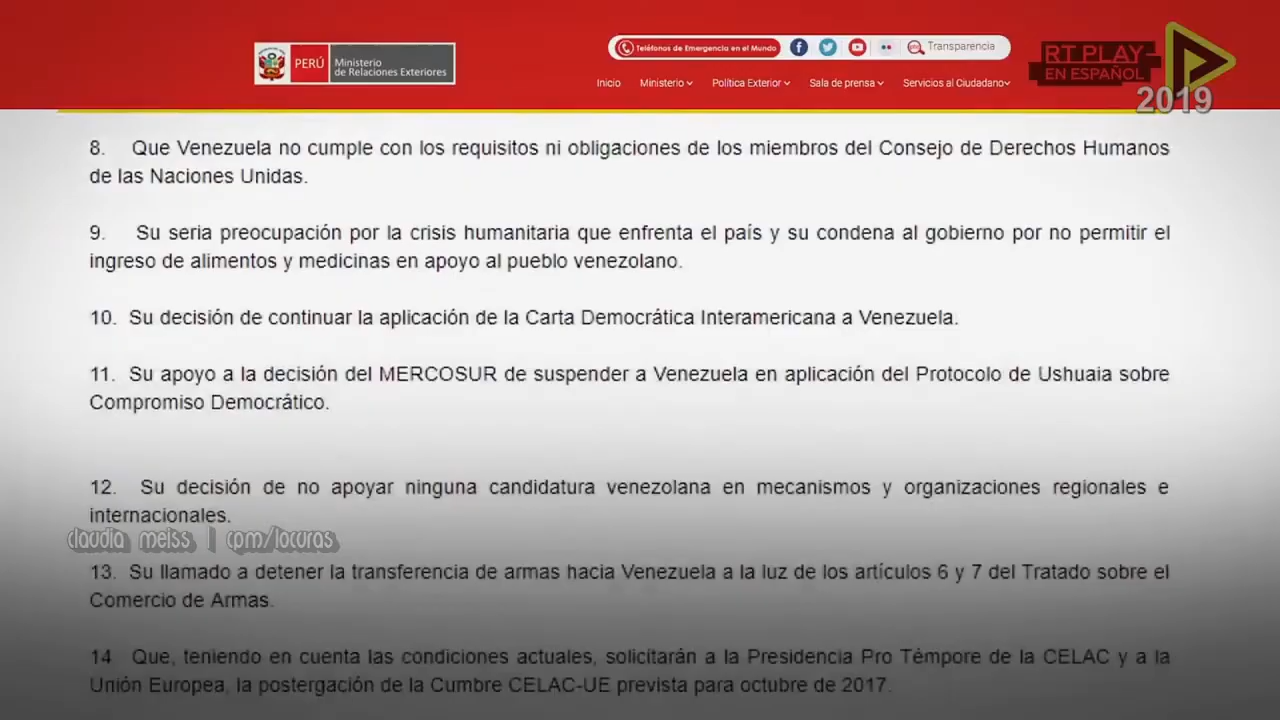 PERÚ Ministerio de Relaciones Exteriores
Teléfonos de Emergencia en el Mundo
Transparencia
Inicio Ministerio Política Exterior Sala de prensa Servicios al Ciudadano
RT PLAY
EN ESPAÑOL
2019
8. Que Venezuela no cumple con los requisitos ni obligaciones de los miembros del Consejo de Derechos Humanos
de las Naciones Unidas.
9. Su seria preocupación por la crisis humanitaria que enfrenta el país y su condena al gobierno por no permitir el
ingreso de alimentos y medicinas en apoyo al pueblo venezolano.
10. Su decisión de continuar la aplicación de la Carta Democrática Interamericana a Venezuela.
11. Su apoyo a la decisión del MERCOSUR de suspender a Venezuela en aplicación del Protocolo de Ushuaia sobre
Compromiso Democrático.
12. Su decisión de no apoyar ninguna candidatura venezolana en mecanismos y organizaciones regionales e
internacionales.
claudia meiss | cpm/locuras
13. Su llamado a detener la transferencia de armas hacia Venezuela a la luz de los artículos 6 y 7 del Tratado sobre el
Comercio de Armas.
14 Que, teniendo en cuenta las condiciones actuales, solicitarán a la Presidencia Pro Témpore de la CELAC y a la
Unión Europea, la postergación de la Cumbre CELAC-UE prevista para octubre de 2017.